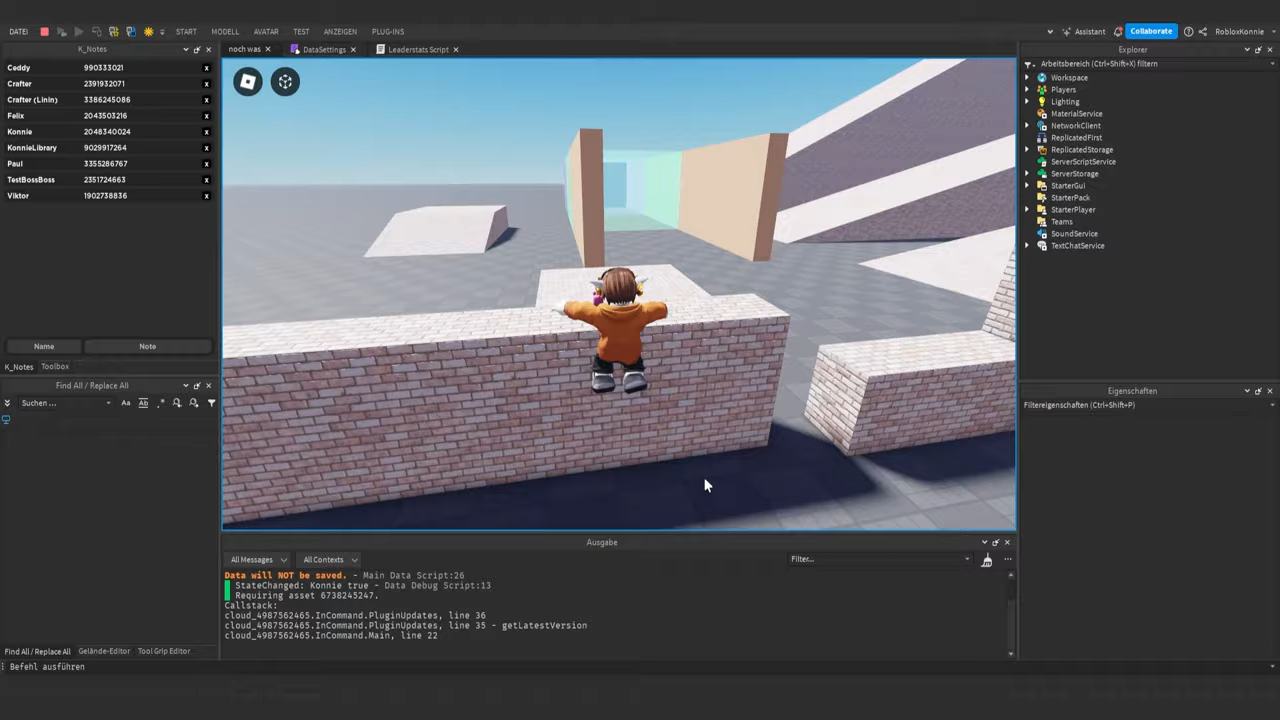 DATEI START MODELL AVATAR TEST ANZEIGEN PLUG-INS Assistant Collaborate RobloxKonnie
K_Notes
noch was x DataSettings x Leaderstats Script x
Explorer
Arbeitsbereich (Ctrl+Shift+X) filtern
Ceddy 990333021 x
Crafter 2391932071 x
Crafter (Linin) 3386245086 x
Felix 2043503216 x
Konnie 2048340024 x
KonnieLibrary 9029917264 x
Paul 3355286767 x
TestBossBoss 2351724663 x
Viktor 1902738836 x
Name Note
K_Notes Toolbox
Find All / Replace All
Suchen ... Aa Ab .*
Workspace
Players
Lighting
MaterialService
NetworkClient
ReplicatedFirst
ReplicatedStorage
ServerScriptService
ServerStorage
StarterGui
StarterPack
StarterPlayer
Teams
SoundService
TextChatService
Eigenschaften
Filtereigenschaften (Ctrl+Shift+P)
Ausgabe
All Messages All Contexts Filter...
Data will NOT be saved. - Main Data Script:26
StateChanged: Konnie true - Data Debug Script:13
Requiring asset 6738245247.
Callstack:
cloud_4987562465.InCommand.PluginUpdates, line 36
cloud_4987562465.InCommand.PluginUpdates, line 35 - getLatestVersion
cloud_4987562465.InCommand.Main, line 22
Find All / Replace All Gelände-Editor Tool Grip Editor
Befehl ausführen